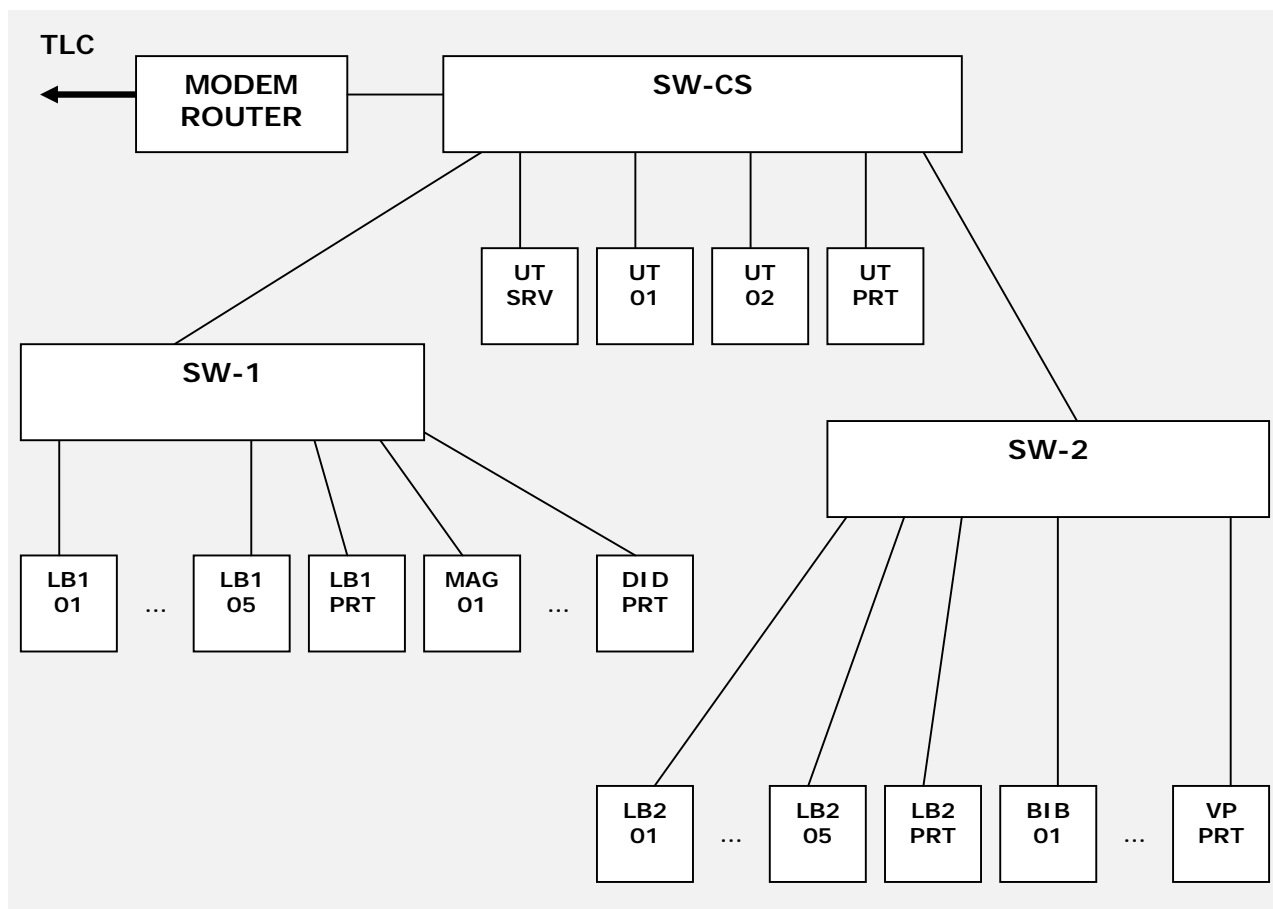 TLC
MODEM
ROUTER
SW-CS
UT
SRV
UT
01
UT
02
UT
PRT
SW-1
SW-2
LB1
01
...
LB1
05
LB1
PRT
MAG
01
...
DID
PRT
LB2
01
...
LB2
05
LB2
PRT
BIB
01
...
VP
PRT